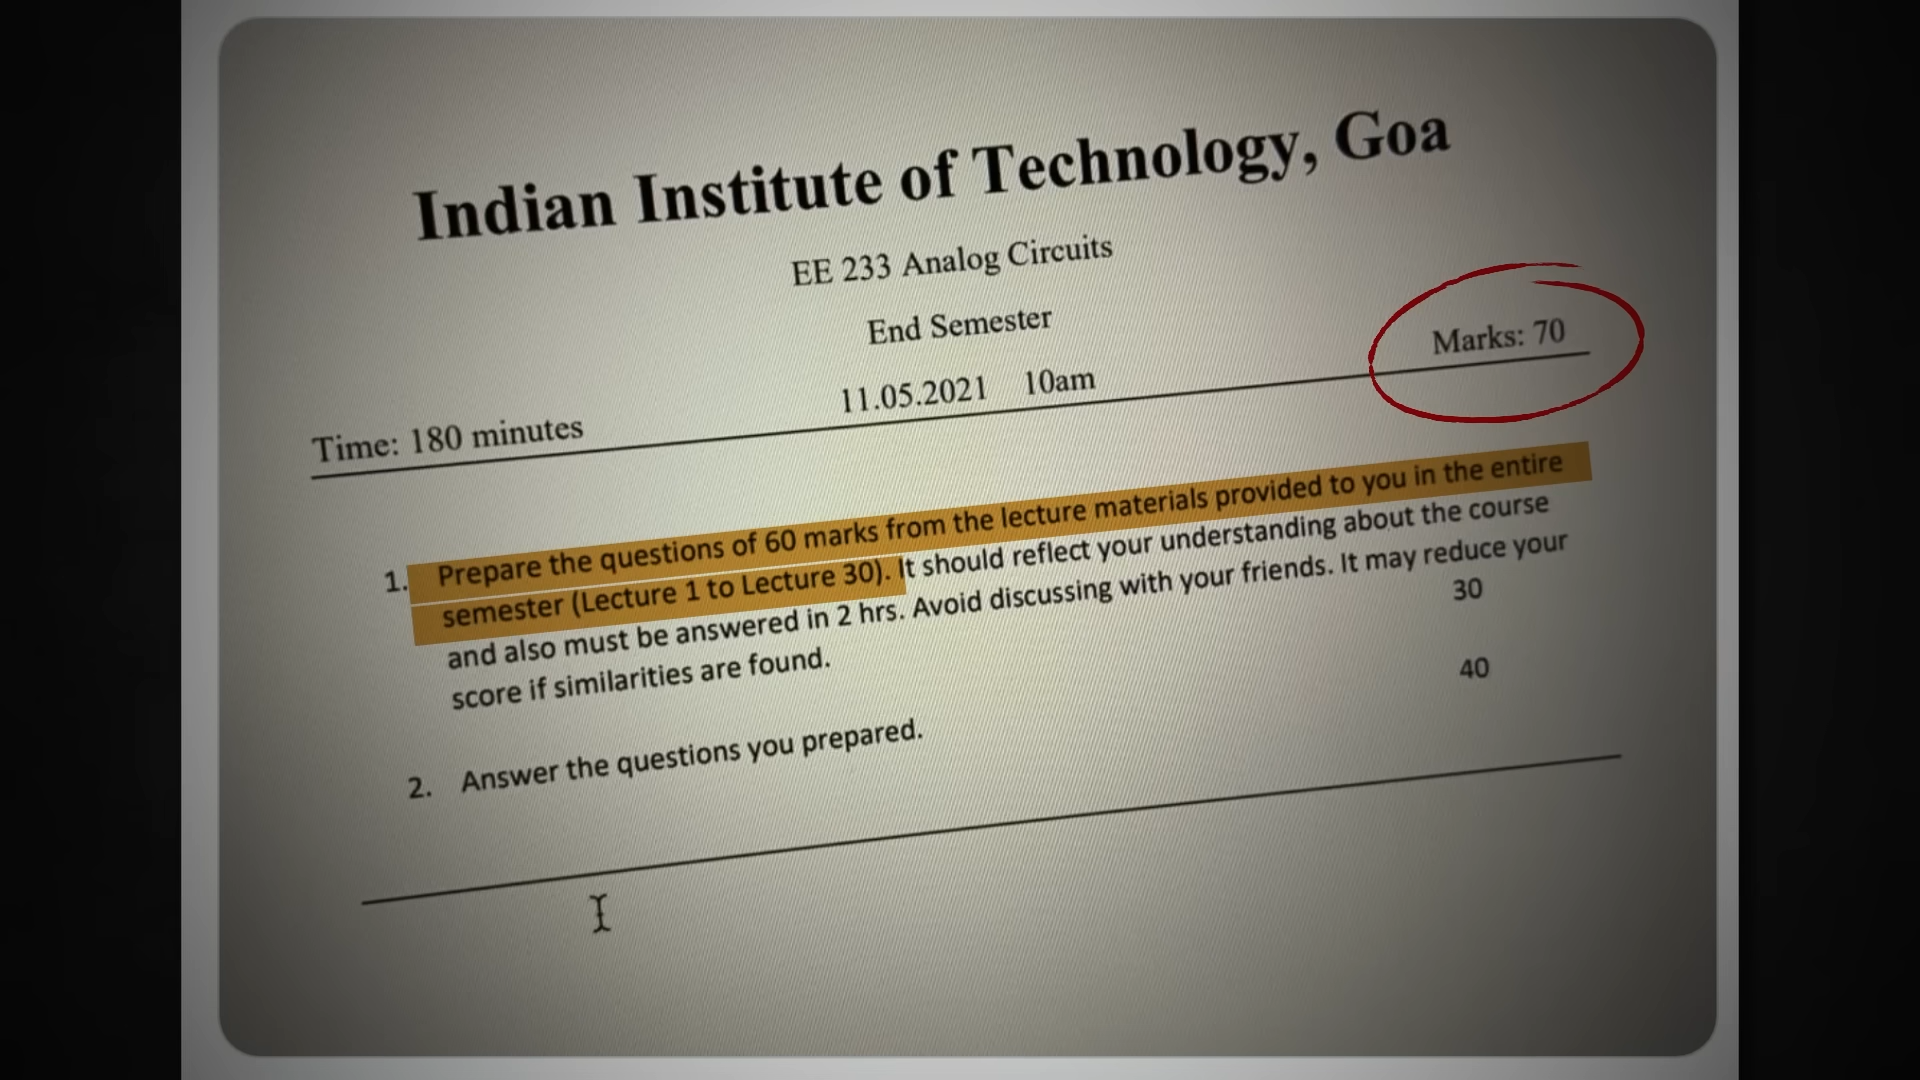 Indian Institute of Technology, Goa
EE 233 Analog Circuits
End Semester
Marks: 70
11.05.2021 10am
Time: 180 minutes
1. Prepare the questions of 60 marks from the lecture materials provided to you in the entire
semester (Lecture 1 to Lecture 30). It should reflect your understanding about the course
and also must be answered in 2 hrs. Avoid discussing with your friends. It may reduce your
score if similarities are found.
30
2. Answer the questions you prepared.
40